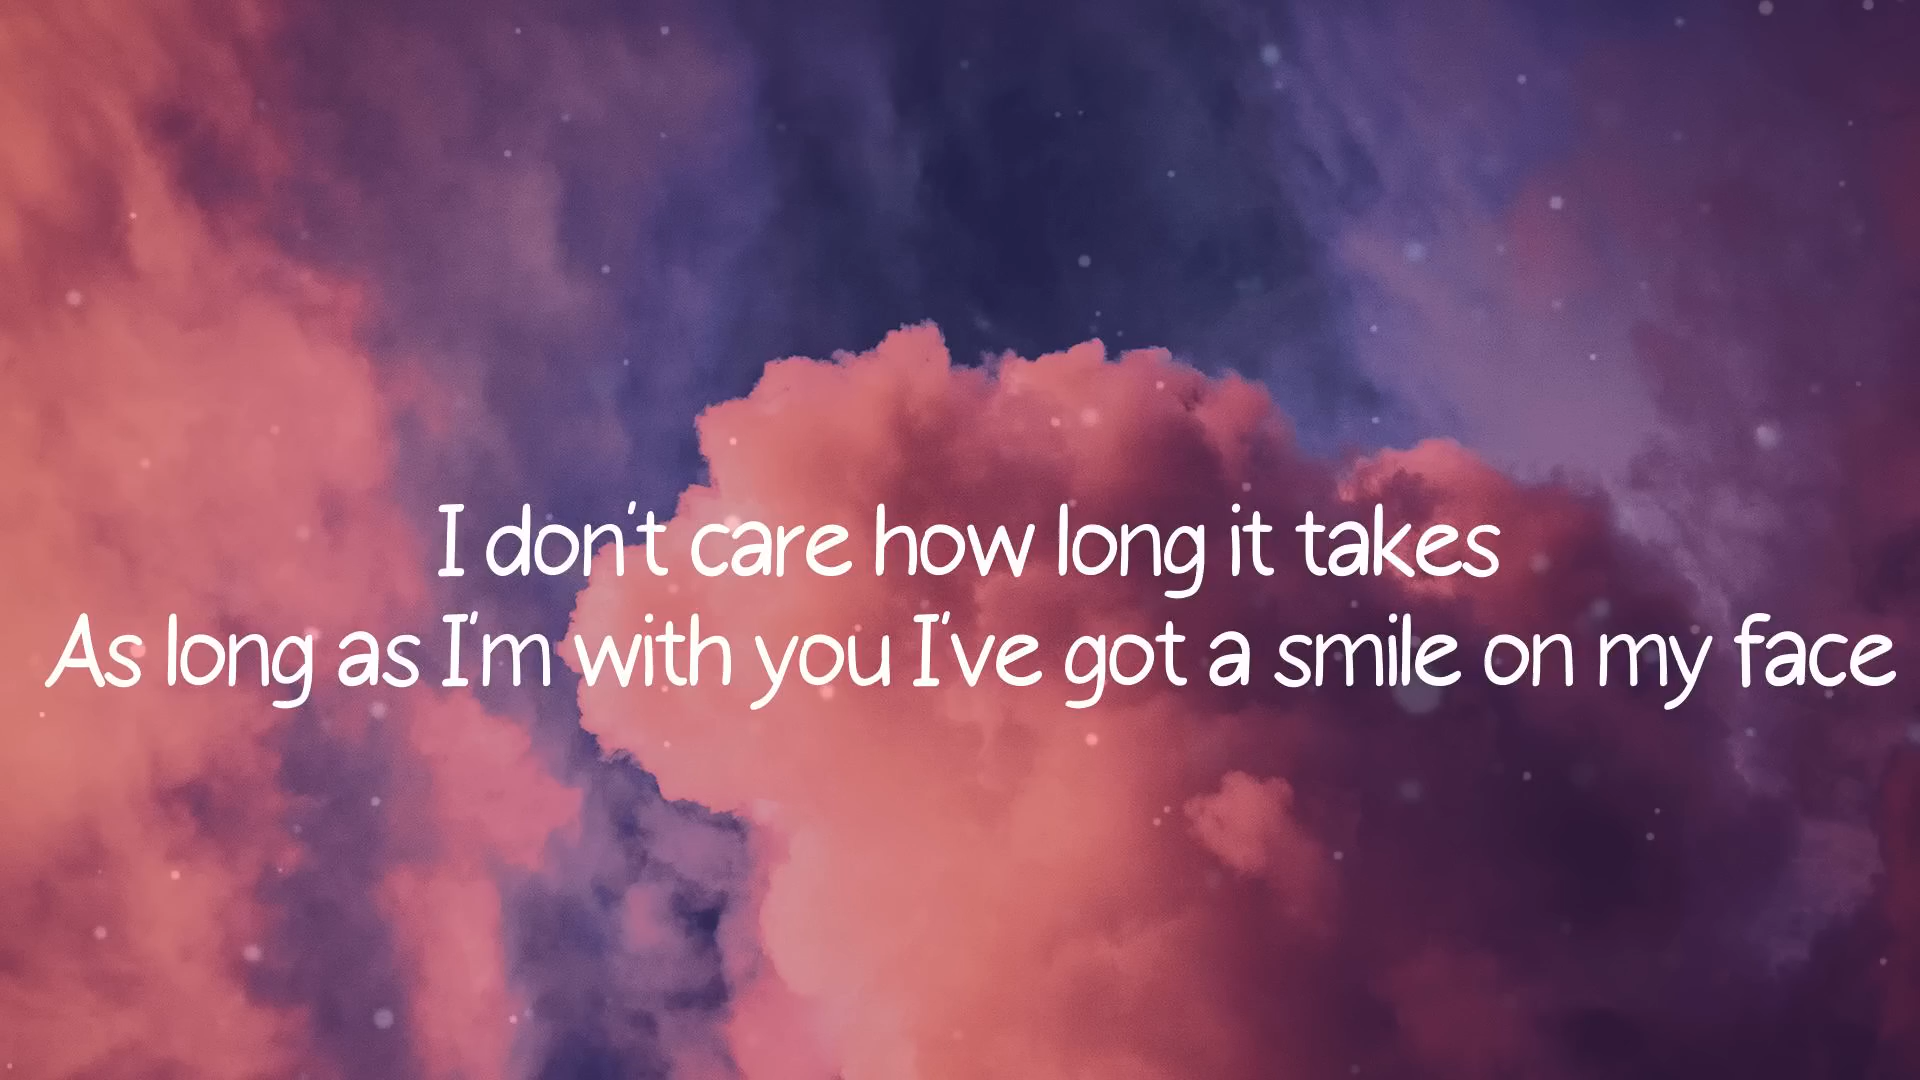 I don't care how long it takes
As long as I'm with you I've got a smile on my face